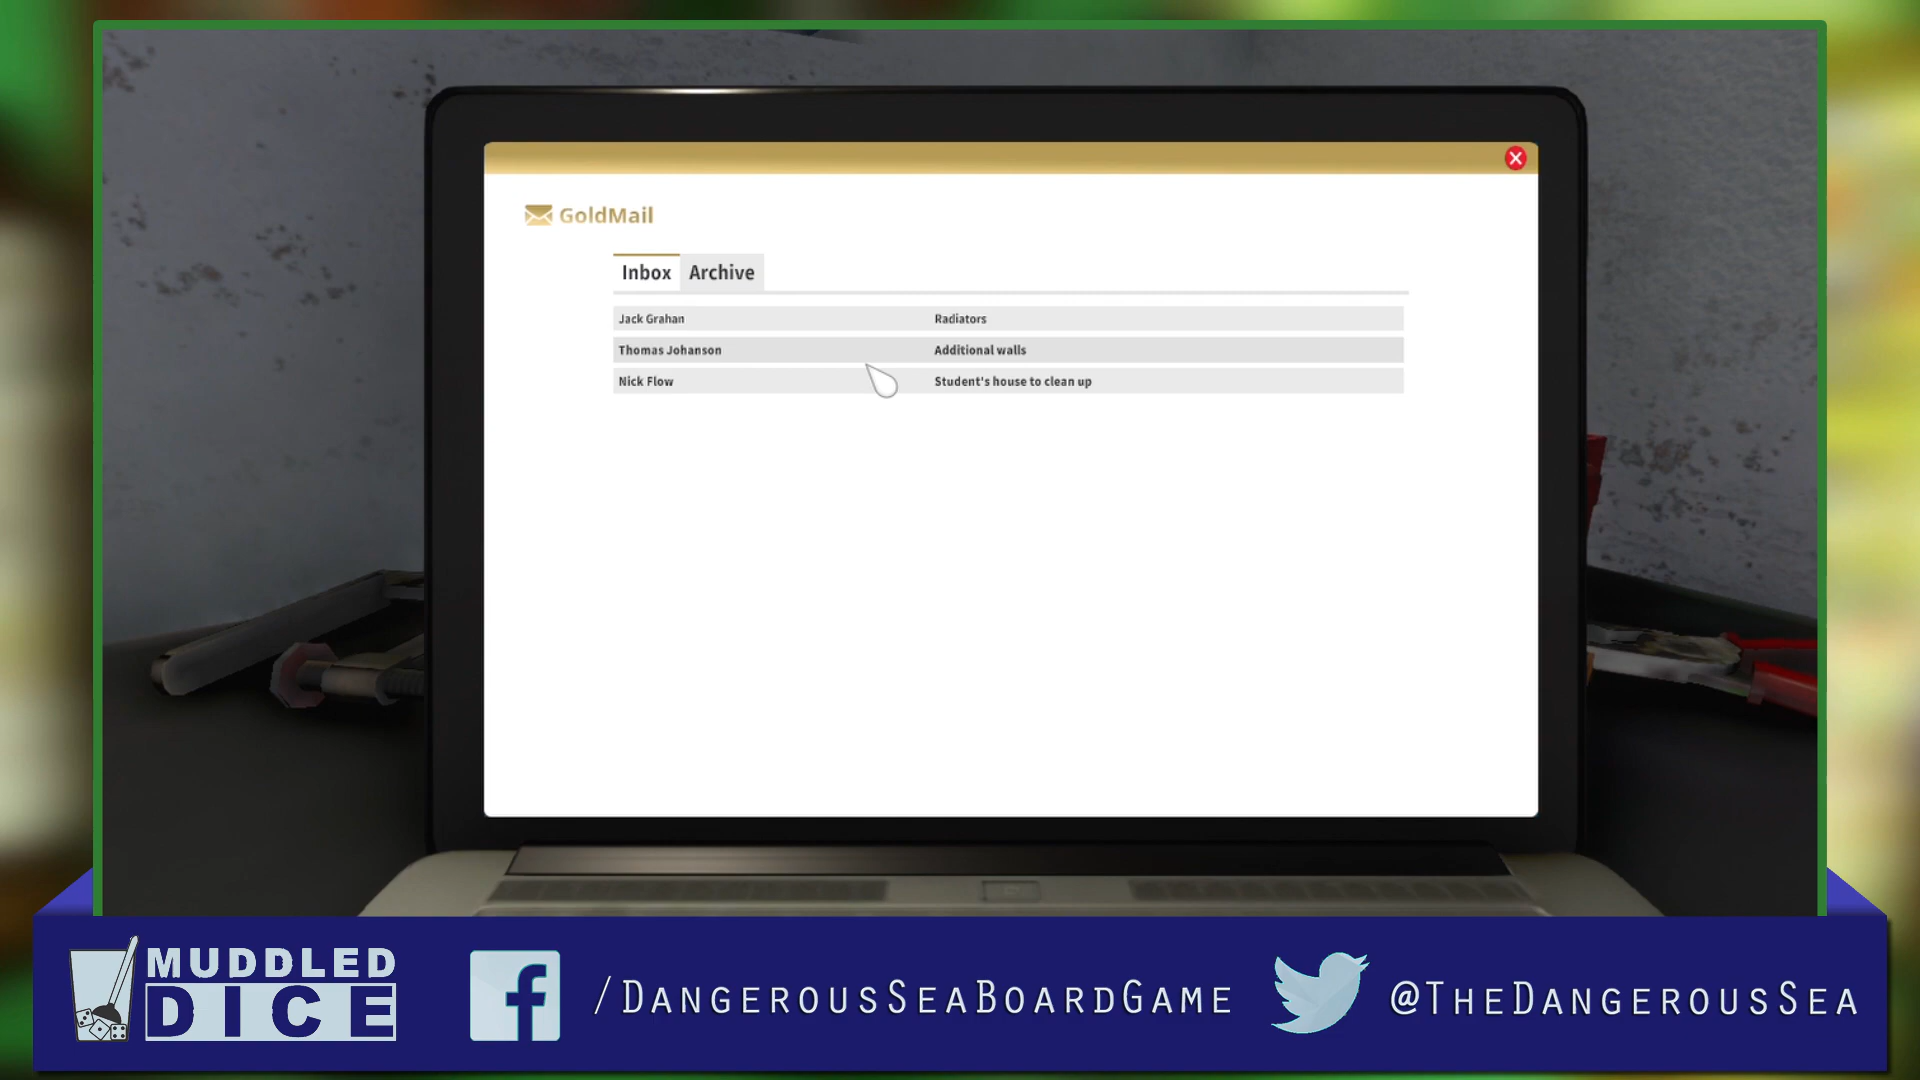 GoldMail
Inbox Archive
Jack Grahan Radiators
Thomas Johanson Additional walls
Nick Flow Student's house to clean up
MUDDLED
DICE
/DANGEROUSSEABOARDGAME
@THEDANGEROUSSEA